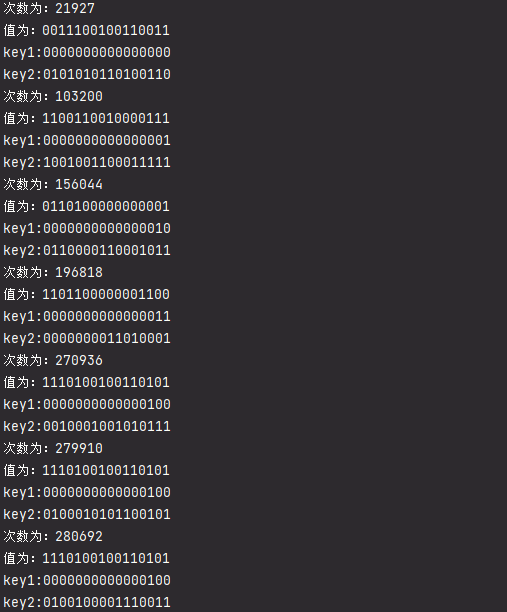 次数为：21927
值为：0011100100110011
key1:0000000000000000
key2:0101010110100110
次数为：103200
值为：1100110010000111
key1:0000000000000001
key2:1001001100011111
次数为：156044
值为：0110100000000001
key1:0000000000000010
key2:0110000110001011
次数为：196818
值为：1101100000001100
key1:0000000000000011
key2:0000000011010001
次数为：270936
值为：1110100100110101
key1:0000000000000100
key2:0010001001010111
次数为：279910
值为：1110100100110101
key1:0000000000000100
key2:0100010101100101
次数为：280692
值为：1110100100110101
key1:0000000000000100
key2:0100100001110011